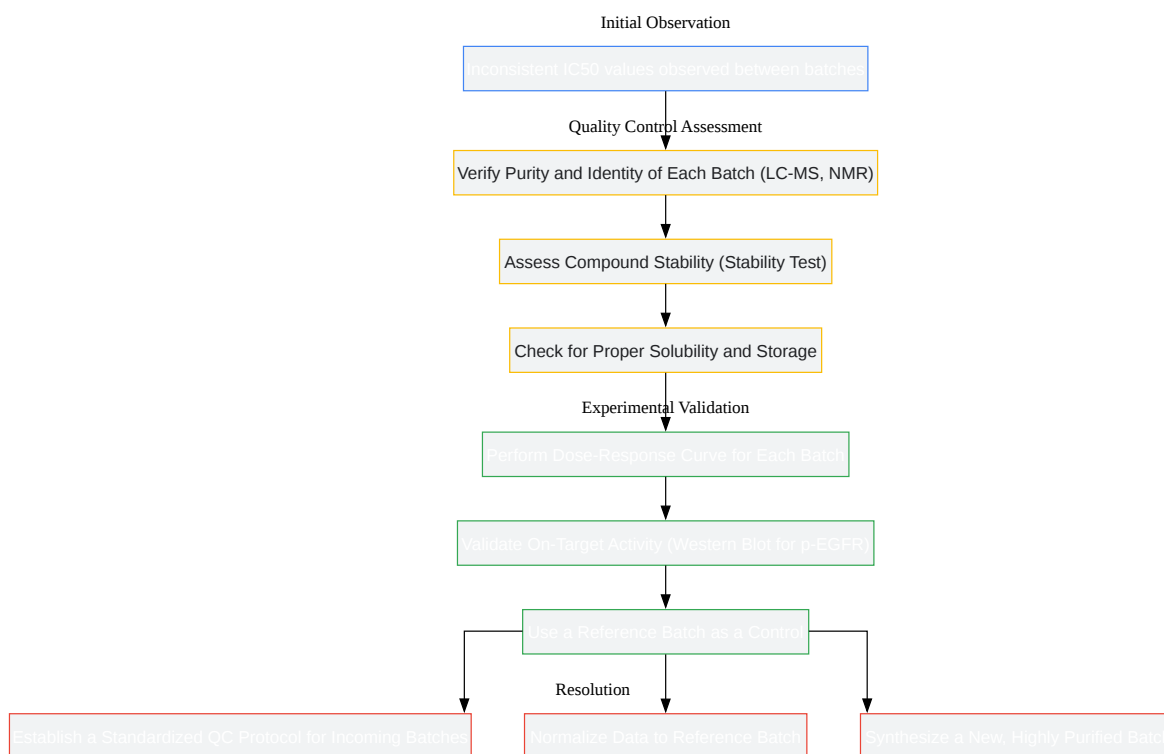 Initial Observation
Inconsistent IC50 values observed between batches
Quality Control Assessment
Verify Purity and Identity of Each Batch (LC-MS, NMR)
Assess Compound Stability (Stability Test)
Check for Proper Solubility and Storage
Experimental Validation
Perform Dose-Response Curve for Each Batch
Validate On-Target Activity (Western Blot for p-EGFR)
Use a Reference Batch as a Control
Resolution
Establish a Standardized QC Protocol for Incoming Batches
Normalize Data to Reference Batch
Synthesize a New, Highly Purified Batch